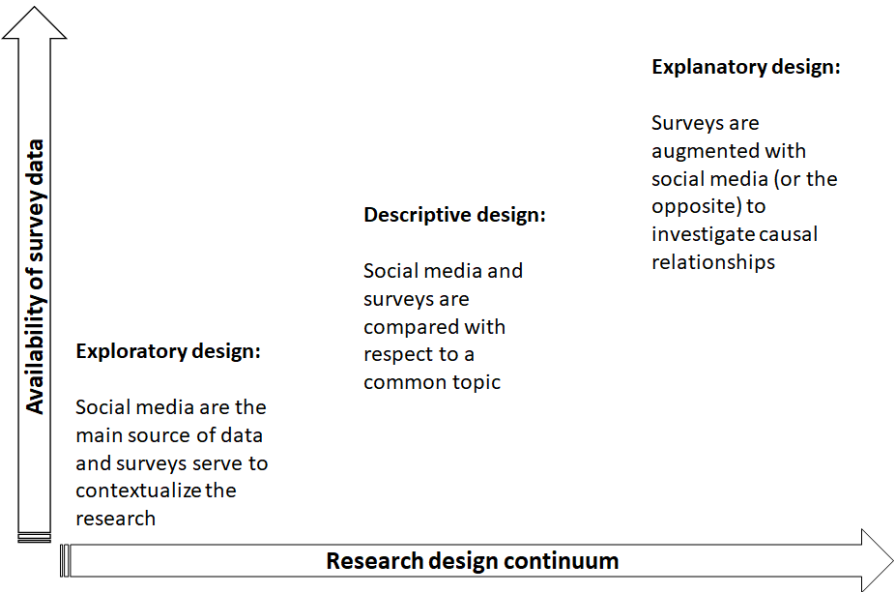 Availability of survey data
Exploratory design:
Social media are the
main source of data
and surveys serve to
contextualize the
research
Descriptive design:
Social media and
surveys are
compared with
respect to a
common topic
Explanatory design:
Surveys are
augmented with
social media (or the
opposite) to
investigate causal
relationships
Research design continuum